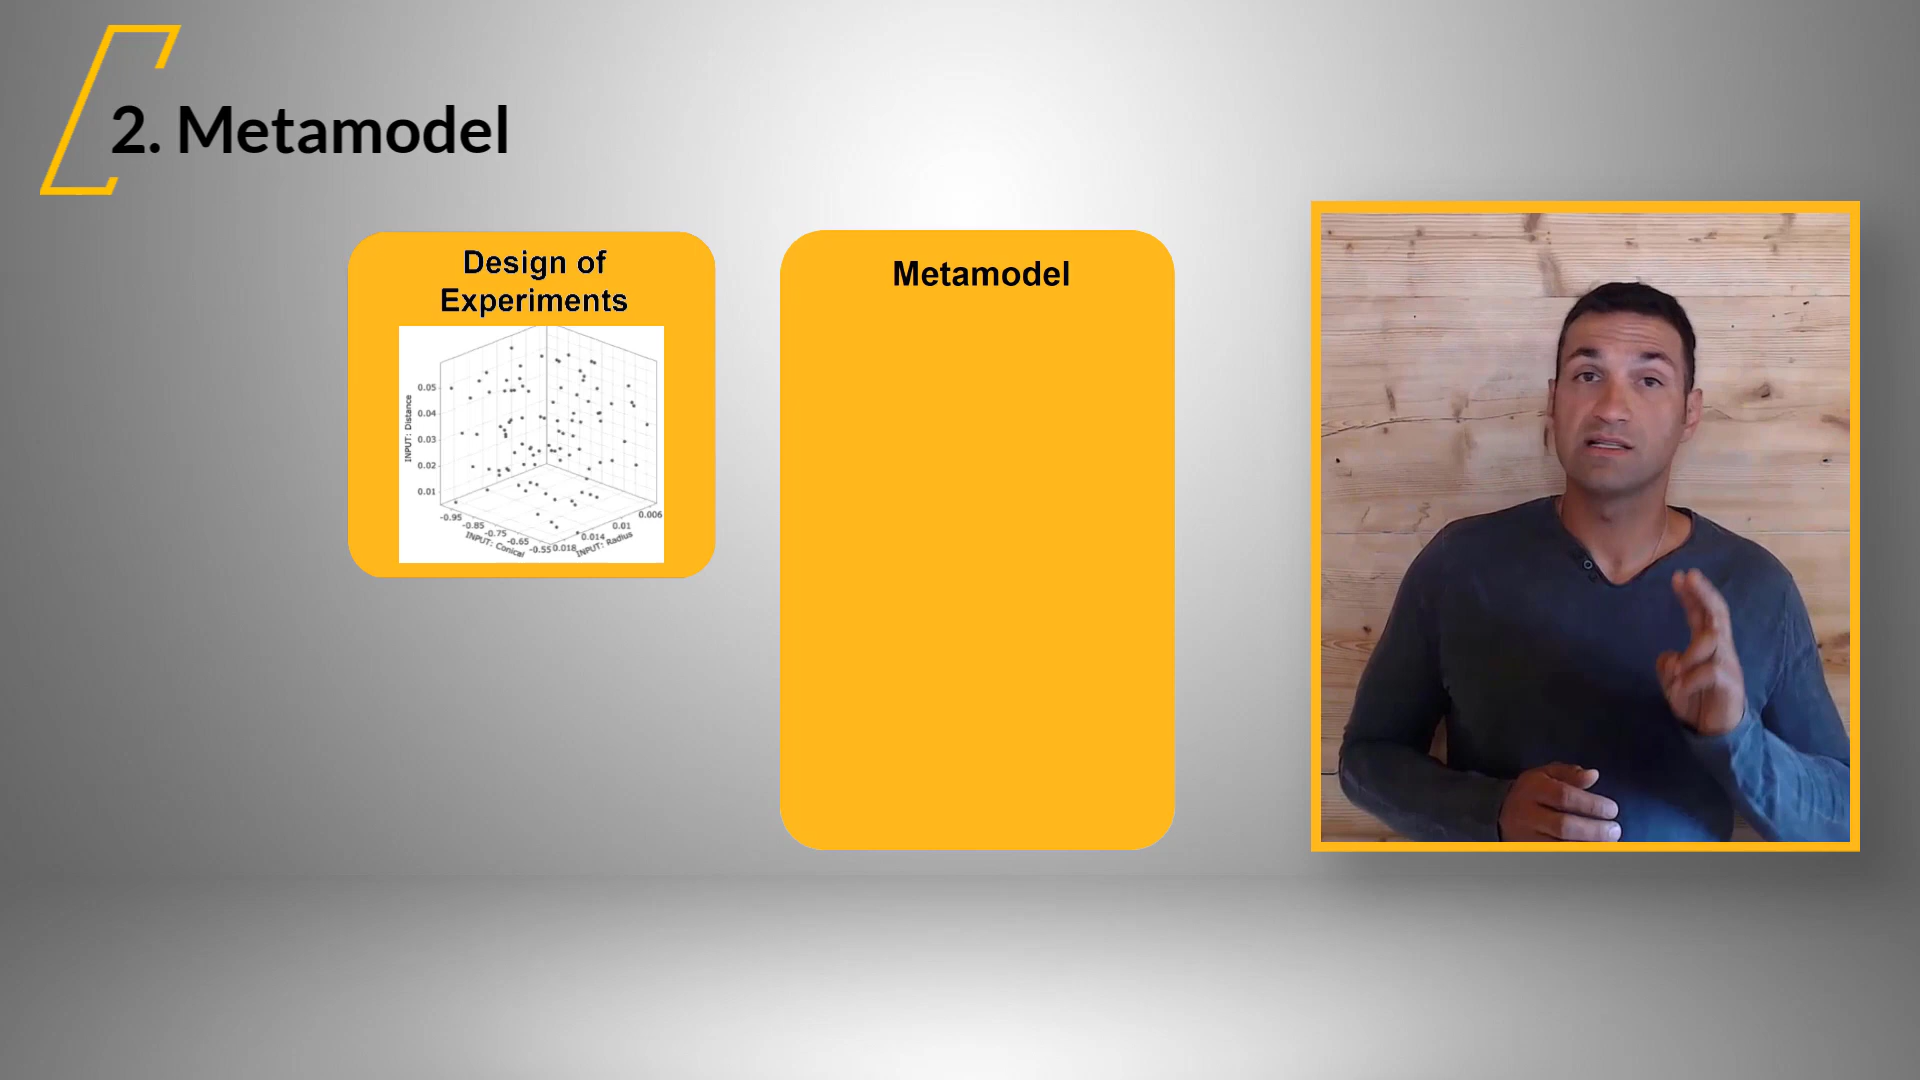 2. Metamodel
Design of
Experiments
INPUT: Distance
0.05
0.04
0.03
0.02
0.01
-0.95
-0.85
-0.75
-0.65
-0.55
INPUT: Conical
0.018
0.014
0.01
0.006
INPUT: Radius
Metamodel